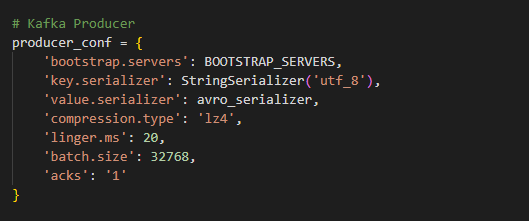 # Kafka Producer
producer_conf = {
    'bootstrap.servers': BOOTSTRAP_SERVERS,
    'key.serializer': StringSerializer('utf_8'),
    'value.serializer': avro_serializer,
    'compression.type': 'lz4',
    'linger.ms': 20,
    'batch.size': 32768,
    'acks': '1'
}